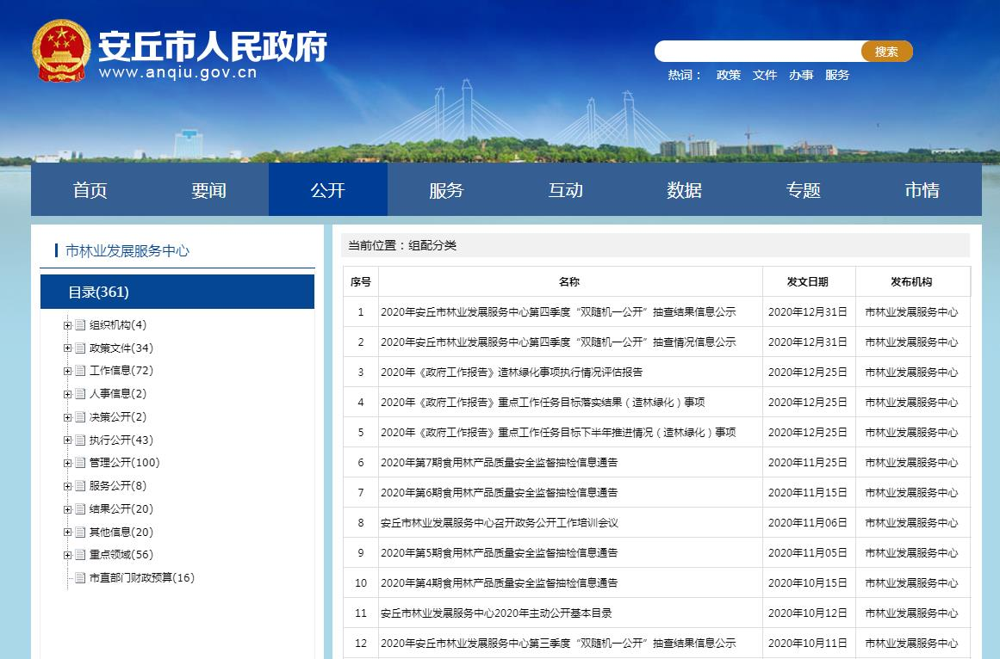 安丘市人民政府
www.anqiu.gov.cn
搜索
热词： 政策 文件 办事 服务
首页 要闻 公开 服务 互动 数据 专题 市情
市林业发展服务中心
目录(361)
组织机构(4)
政策文件(34)
工作信息(72)
人事信息(2)
决策公开(2)
执行公开(43)
管理公开(100)
服务公开(8)
结果公开(20)
其他信息(20)
重点领域(56)
市直部门财政预算(16)
当前位置：组配分类
序号 名称 发文日期 发布机构
1 2020年安丘市林业发展服务中心第四季度“双随机一公开”抽查结果信息公示 2020年12月31日 市林业发展服务中心
2 2020年安丘市林业发展服务中心第四季度“双随机一公开”抽查情况信息公示 2020年12月31日 市林业发展服务中心
3 2020年《政府工作报告》造林绿化事项执行情况评估报告 2020年12月25日 市林业发展服务中心
4 2020年《政府工作报告》重点工作任务目标落实结果（造林绿化）事项 2020年12月25日 市林业发展服务中心
5 2020年《政府工作报告》重点工作任务目标下半年推进情况（造林绿化）事项 2020年12月25日 市林业发展服务中心
6 2020年第7期食用林产品质量安全监督抽检信息通告 2020年11月25日 市林业发展服务中心
7 2020年第6期食用林产品质量安全监督抽检信息通告 2020年11月15日 市林业发展服务中心
8 安丘市林业发展服务中心召开政务公开工作培训会议 2020年11月06日 市林业发展服务中心
9 2020年第5期食用林产品质量安全监督抽检信息通告 2020年11月05日 市林业发展服务中心
10 2020年第4期食用林产品质量安全监督抽检信息通告 2020年10月15日 市林业发展服务中心
11 安丘市林业发展服务中心2020年主动公开基本目录 2020年10月12日 市林业发展服务中心
12 2020年安丘市林业发展服务中心第三季度“双随机一公开”抽查结果信息公示 2020年10月11日 市林业发展服务中心